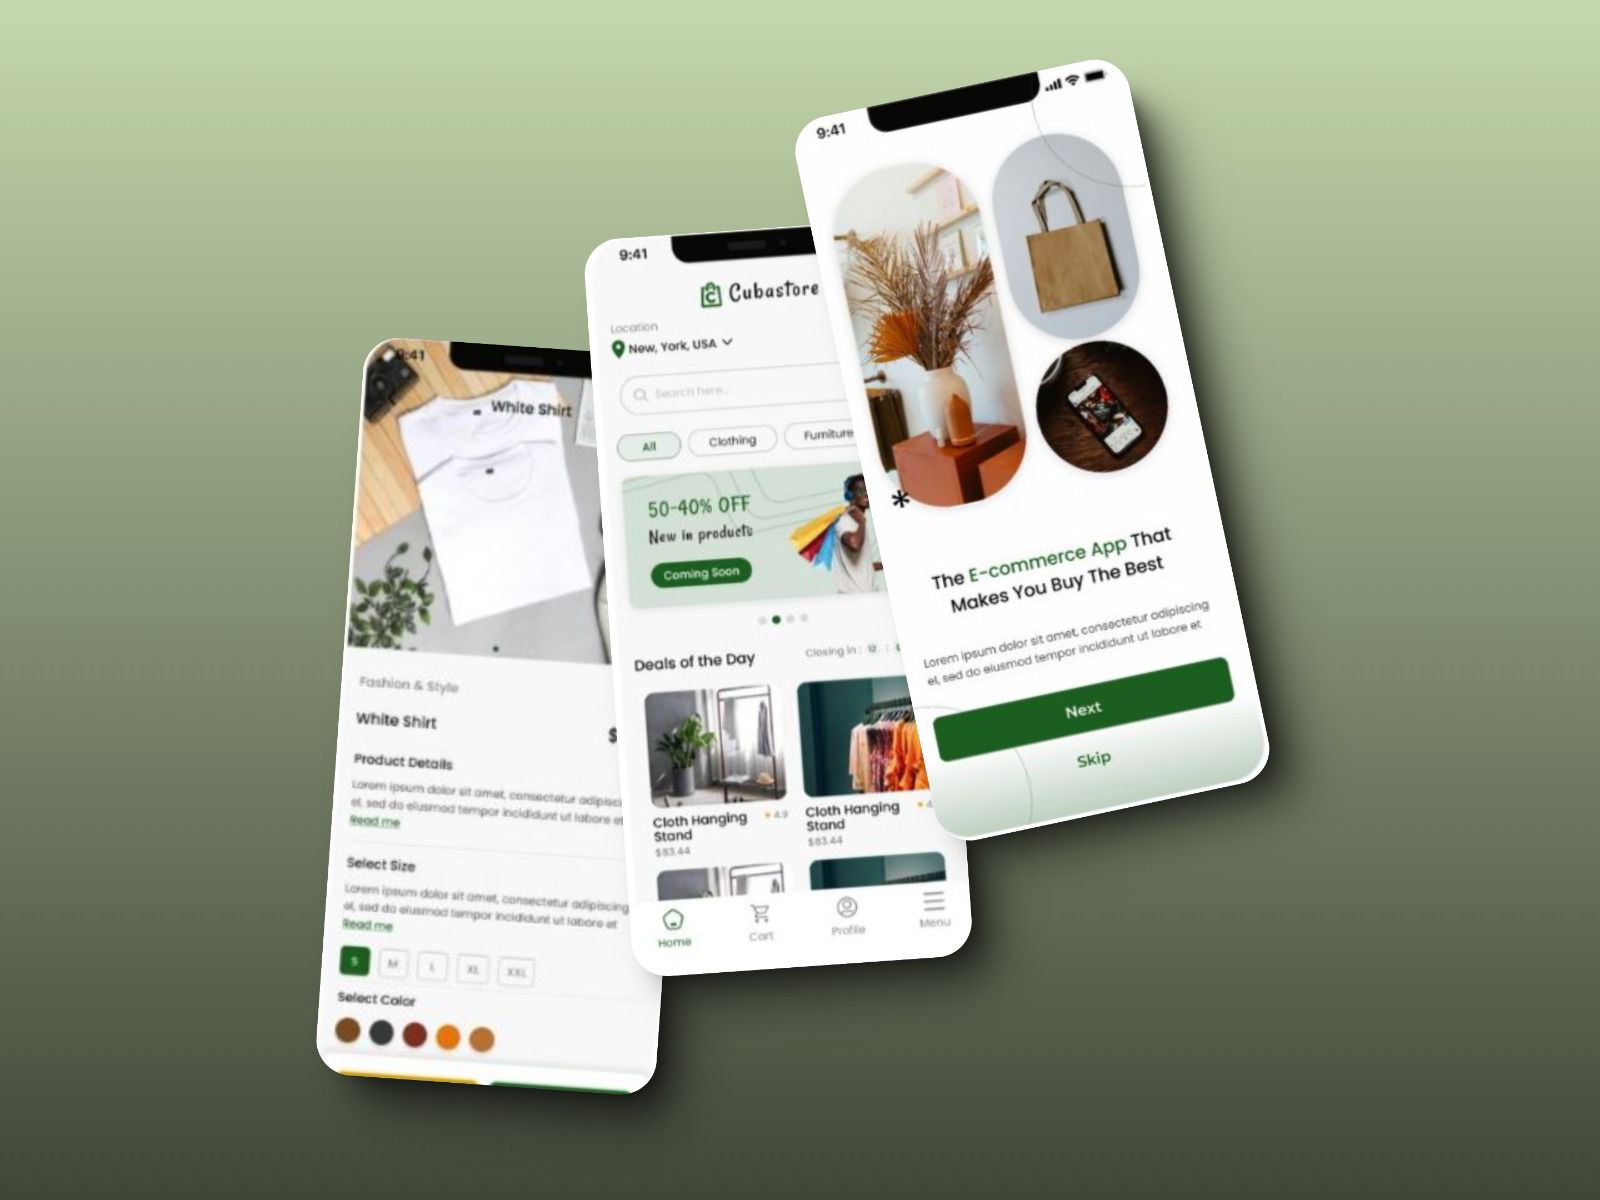 9:41
White Shirt
Fashion & Style
White Shirt
$
Product Details
Lorem ipsum dolor sit amet, consectetur adipisci
el, sed do eiusmod tempor incididunt ut labore et
Read me
Select Size
Lorem ipsum dolor sit amet, consectetur adipiscing
el, sed do eiusmod tempor incididunt ut labore et
Read me
S M L XL XXL
Select Color
9:41
Cubastore
Location
New, York, USA
Search here...
All Clothing Furniture
50-40% OFF
New in products
Coming Soon
Deals of the Day Closing in : 12 :
Cloth Hanging Stand 4.9
$83.44
Cloth Hanging Stand 4.
$83.44
Home Cart Profile Menu
9:41
*
The E-commerce App That
Makes You Buy The Best
Lorem ipsum dolor sit amet, consectetur adipiscing
el, sed do eiusmod tempor incididunt ut labore et
Next
Skip